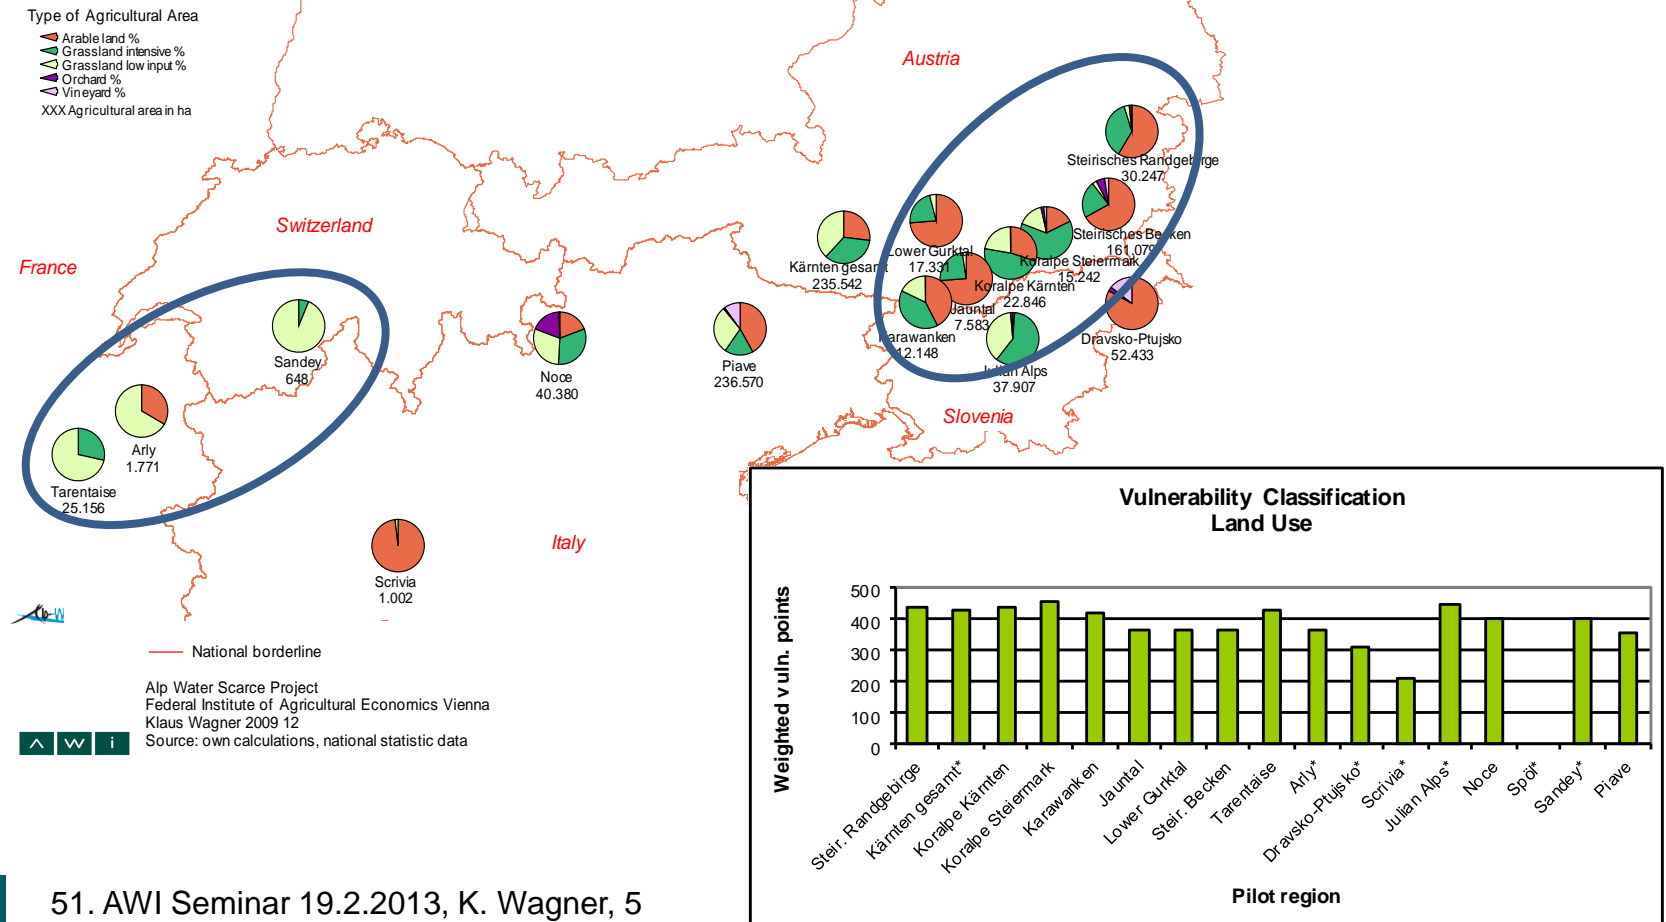 Type of Agricultural Area
Arable land %
Grassland intensive %
Grassland low input %
Orchard %
Vineyard %
XXX Agricultural area in ha
Austria
Switzerland
France
Italy
Slovenia
Steirisches Randgebirge
30.247
Steirisches Becken
161.079
Lower Gurktal
17.331
Koralpe Steiermark
15.242
Kärnten gesamt
235.542
Koralpe Kärnten
22.846
Jauntal
7.583
Karawanken
12.148
Dravsko-Ptujsko
52.433
Julian Alps
37.907
Sandey
648
Noce
40.380
Piave
236.570
Arly
1.771
Tarentaise
25.156
Scrivia
1.002
National borderline
Alp Water Scarce Project
Federal Institute of Agricultural Economics Vienna
Klaus Wagner 2009 12
Source: own calculations, national statistic data
A W i
Vulnerability Classification
Land Use
Weighted vuln. points
500
400
300
200
100
0
Steir. Randgebirge
Kärnten gesamt*
Koralpe Kärnten
Koralpe Steiermark
Karawanken
Jauntal
Lower Gurktal
Steir. Becken
Tarentaise
Arly*
Dravsko-Ptujsko*
Scrivia*
Julian Alps*
Noce
Spöl*
Sandey*
Piave
Pilot region
51. AWI Seminar 19.2.2013, K. Wagner, 5